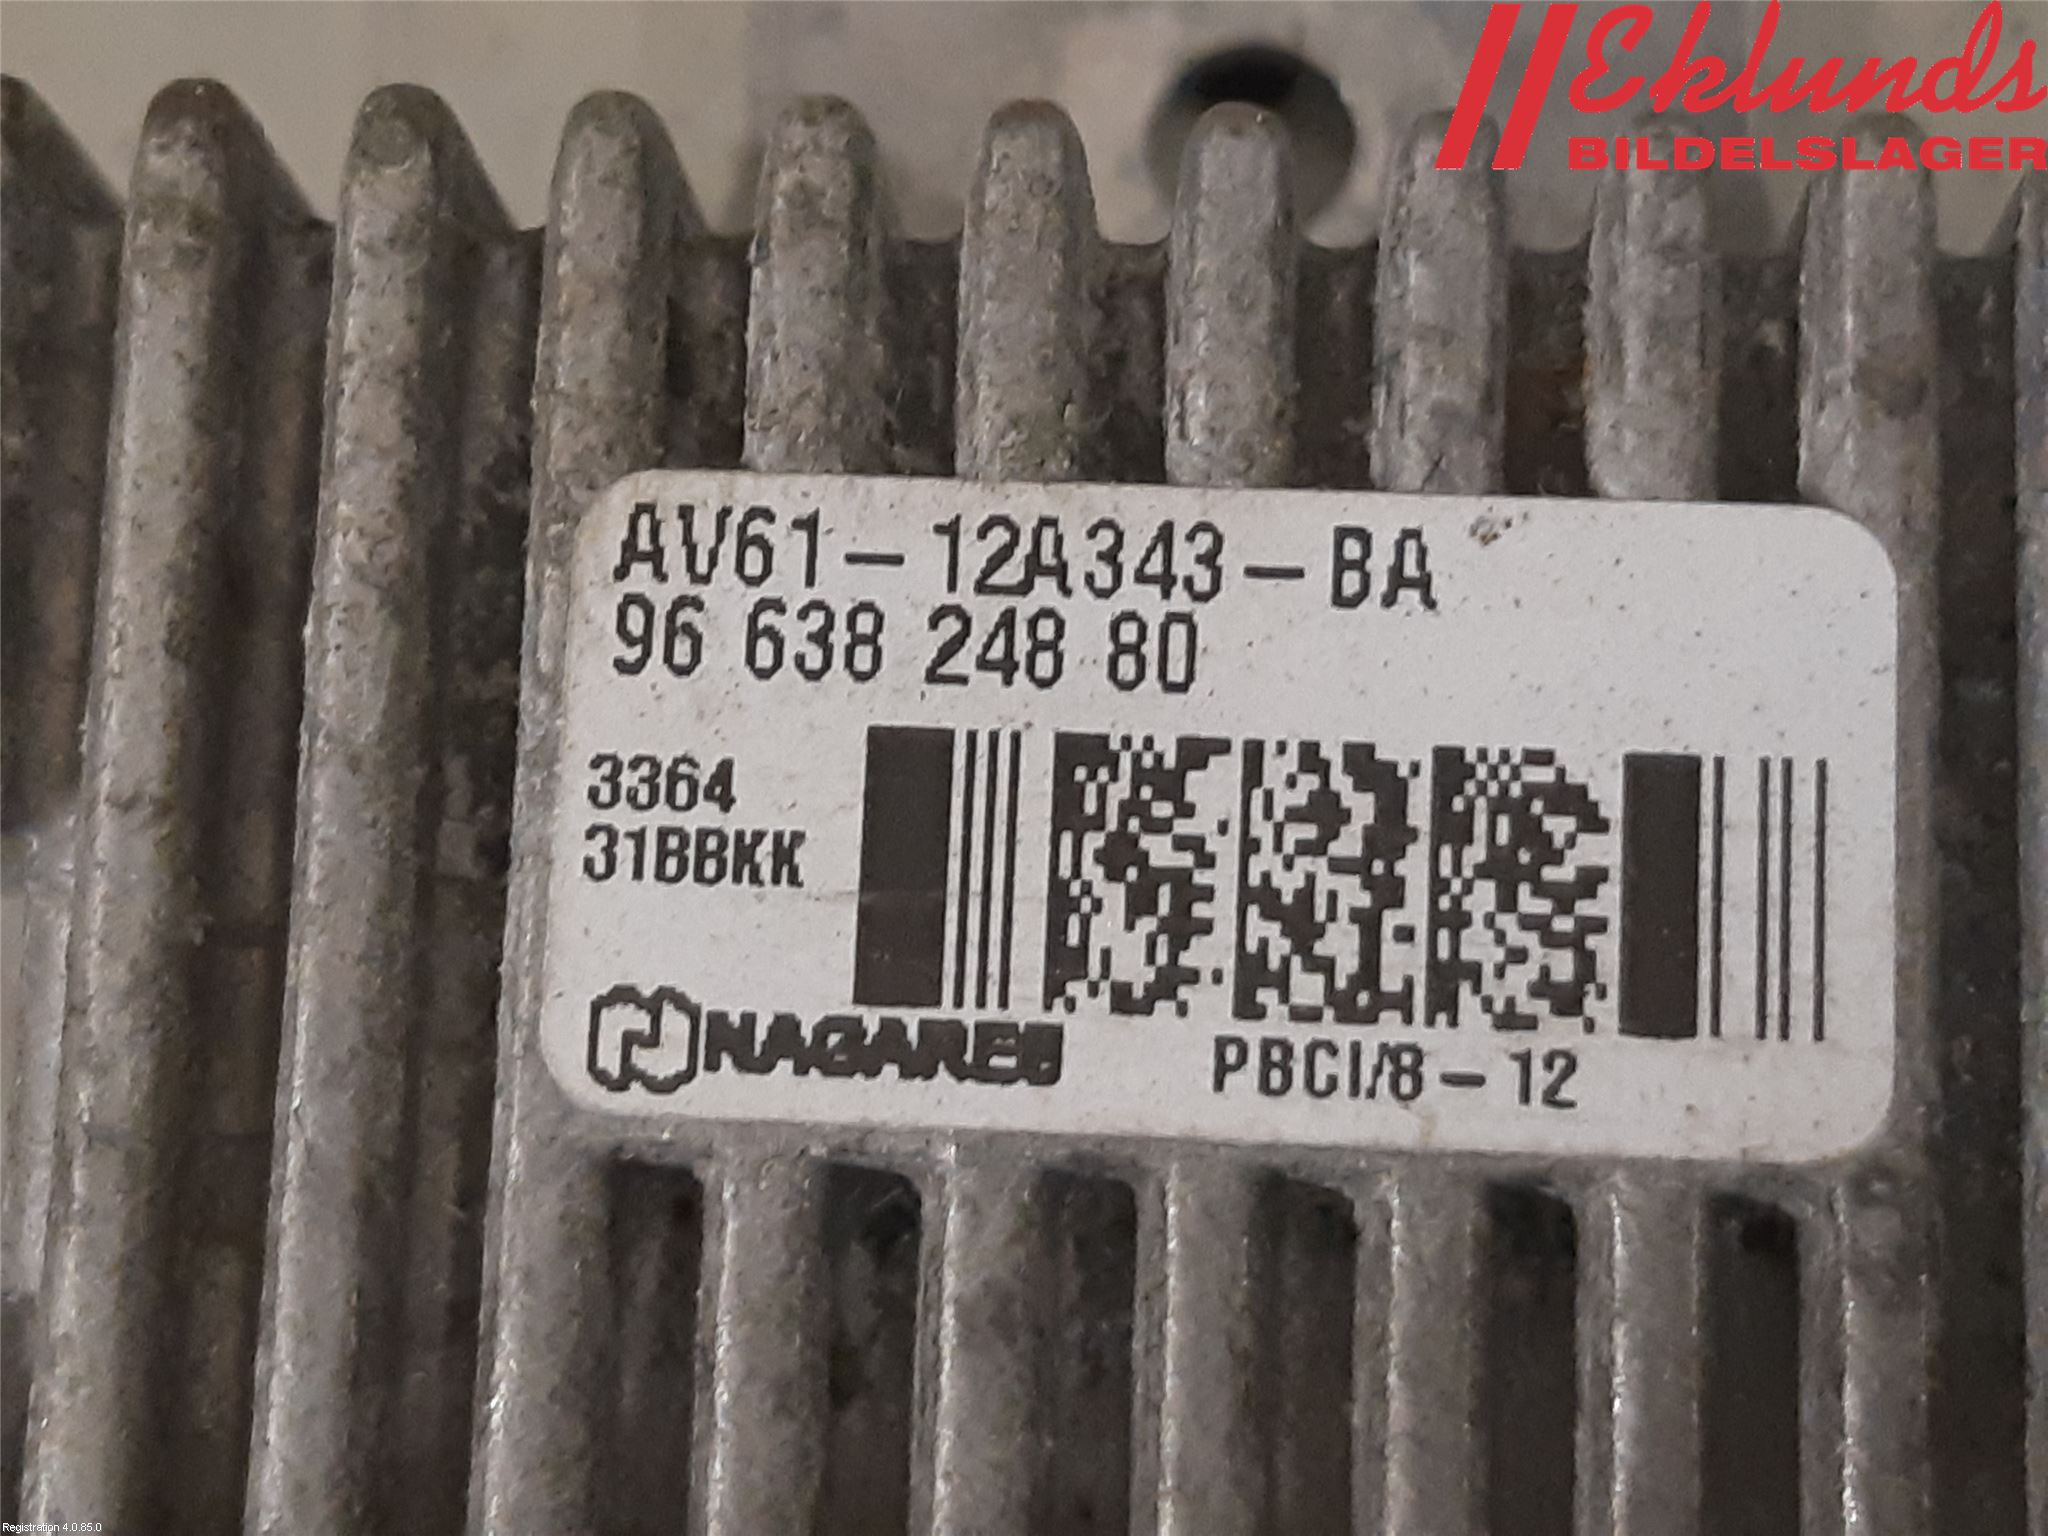 Eklunds
BILDELSLAGER
AV61-12A343-BA
96 638 248 80
3364
31BBKK
NAGARES
PBCI/8-12
Registration 4.0.85.0